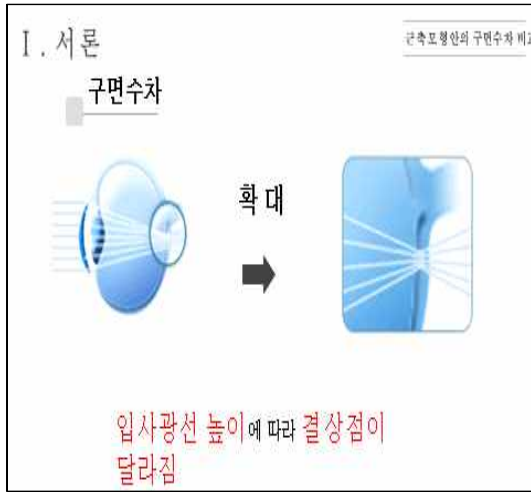 I . 서론
근축모형안의 구면수차 비교
구면수차
확 대
입사광선 높이에 따라 결상점이
달라짐